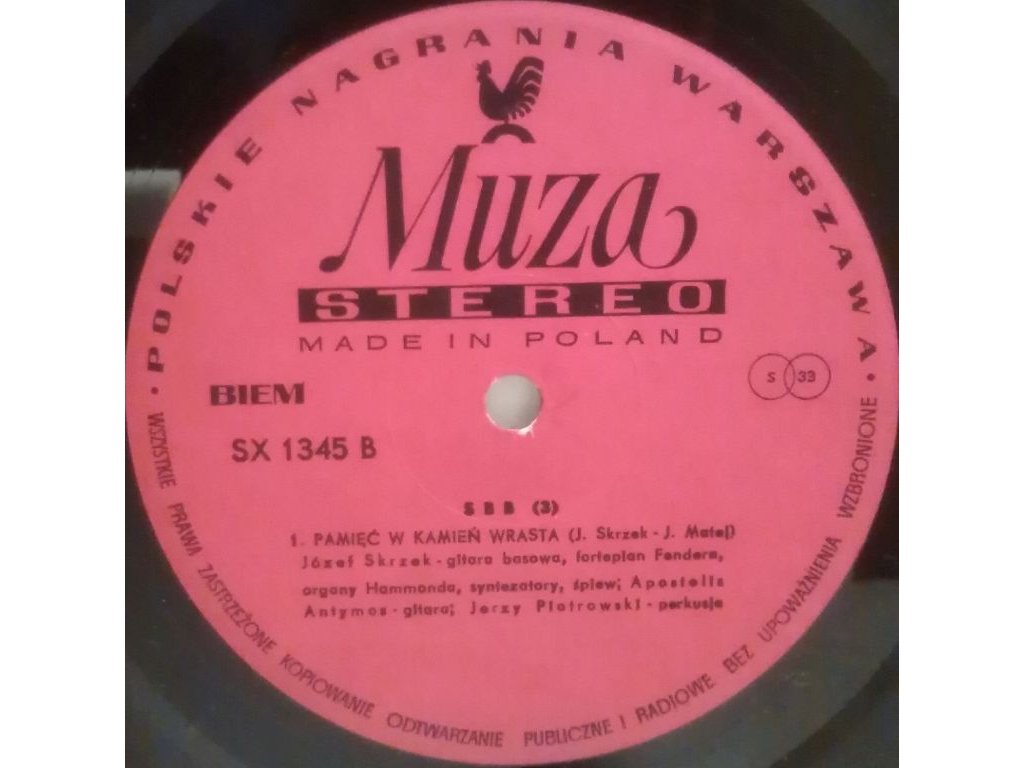 • POLSKIE NAGRANIA WARSZAWA •
Muza
STEREO
MADE IN POLAND
BIEM
S 33
SX 1345 B
SBB (3)
1. PAMIĘĆ W KAMIEŃ WRASTA (J. Skrzek - J. Matej)
Józef Skrzek - gitara basowa, fortepian Fendera,
organy Hammonda, syntezatory, śpiew; Apostolis
Antymos - gitara; Jerzy Piotrowski - perkusja
WSZYSTKIE PRAWA ZASTRZEŻONE KOPIOWANIE ODTWARZANIE PUBLICZNE I RADIOWE BEZ UPOWAŻNIENIA WZBRONIONE